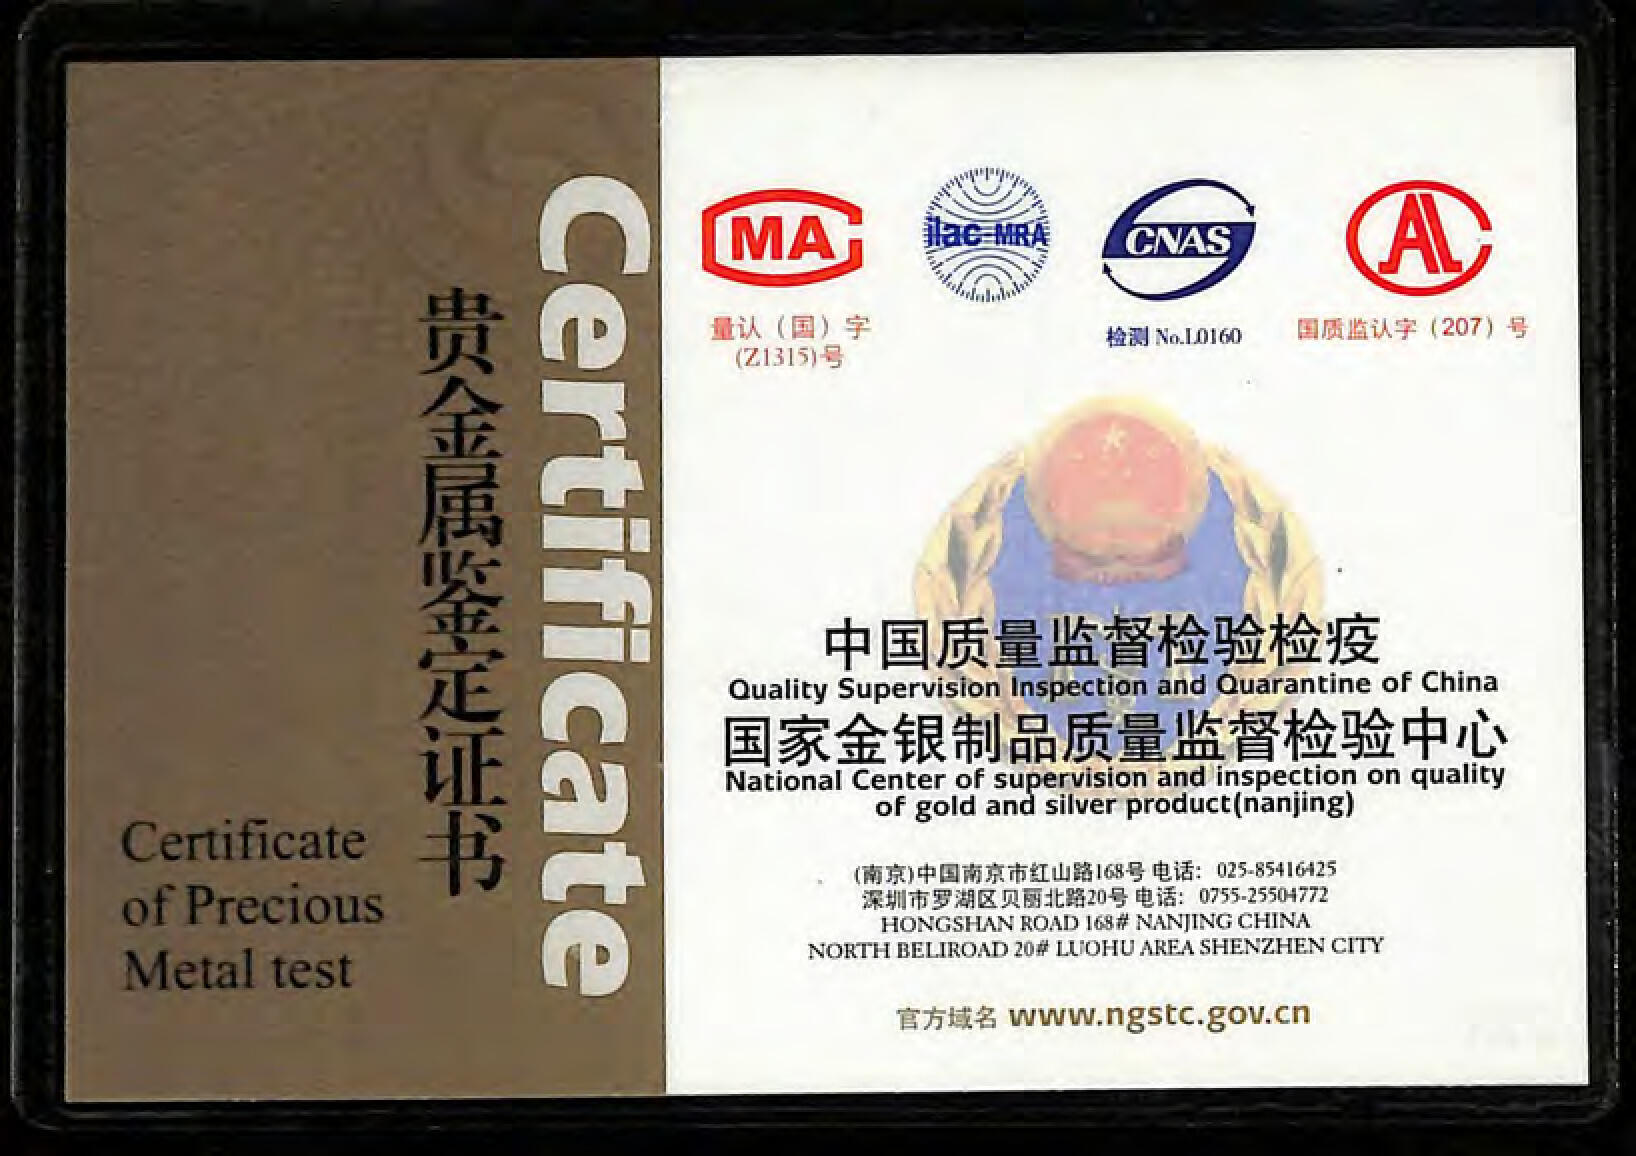 Certificate
贵金属鉴定证书
Certificate
of Precious
Metal test
MA
ilac-MRA
CNAS
AL
量认（国）字
(Z1315)号
检测 No.L0160
国质监认字（207）号
中国质量监督检验检疫
Quality Supervision Inspection and Quarantine of China
国家金银制品质量监督检验中心
National Center of supervision and inspection on quality
of gold and silver product(nanjing)
(南京)中国南京市红山路168号 电话：025-85416425
深圳市罗湖区贝丽北路20号 电话：0755-25504772
HONGSHAN ROAD 168# NANJING CHINA
NORTH BELIROAD 20# LUOHU AREA SHENZHEN CITY
官方域名 www.ngstc.gov.cn